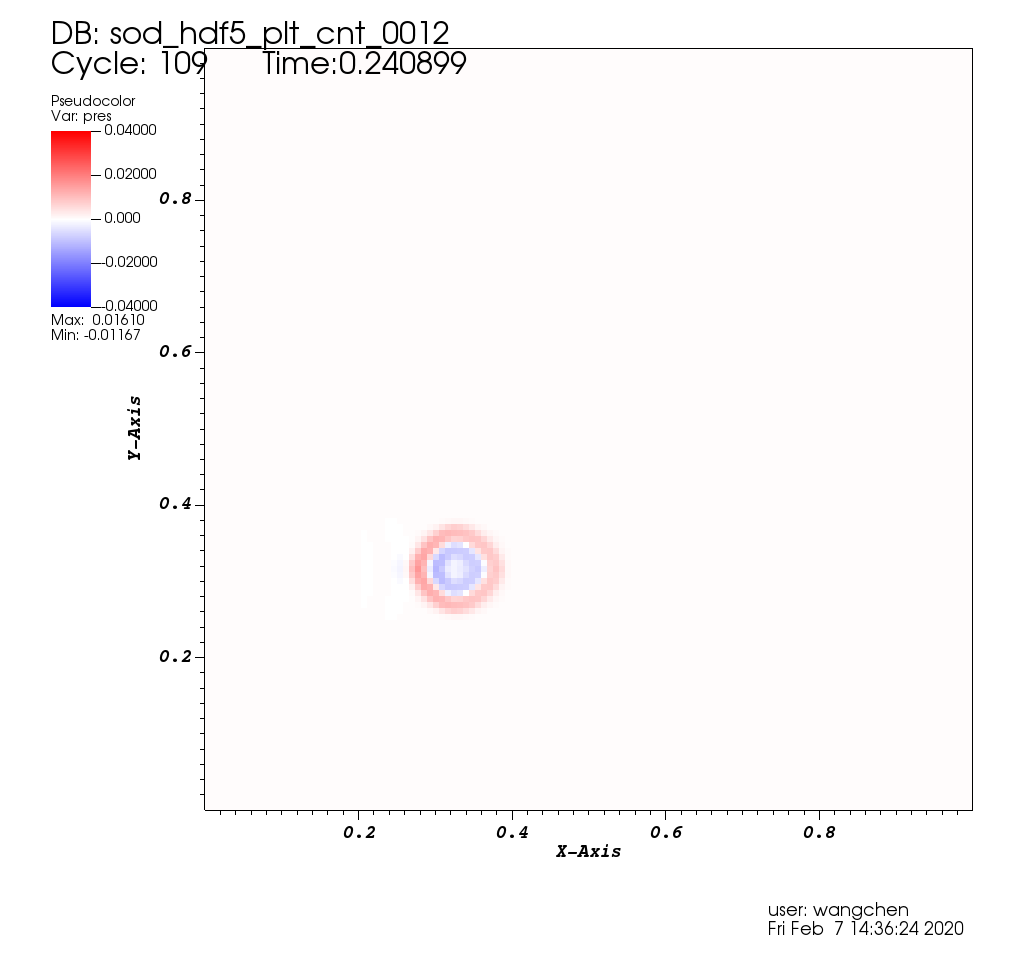 DB: sod_hdf5_plt_cnt_0012
Cycle: 109 Time:0.240899
Pseudocolor
Var: pres
0.04000
0.02000
0.000
-0.02000
-0.04000
Max: 0.01610
Min: -0.01167
0.8
0.6
0.4
0.2
Y-Axis
0.2 0.4 0.6 0.8
X-Axis
user: wangchen
Fri Feb 7 14:36:24 2020